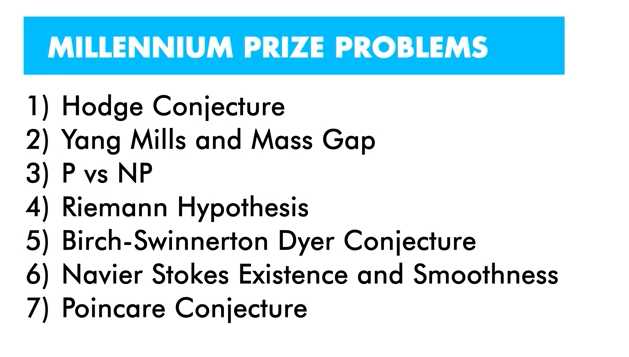 MILLENNIUM PRIZE PROBLEMS
1) Hodge Conjecture
2) Yang Mills and Mass Gap
3) P vs NP
4) Riemann Hypothesis
5) Birch-Swinnerton Dyer Conjecture
6) Navier Stokes Existence and Smoothness
7) Poincare Conjecture